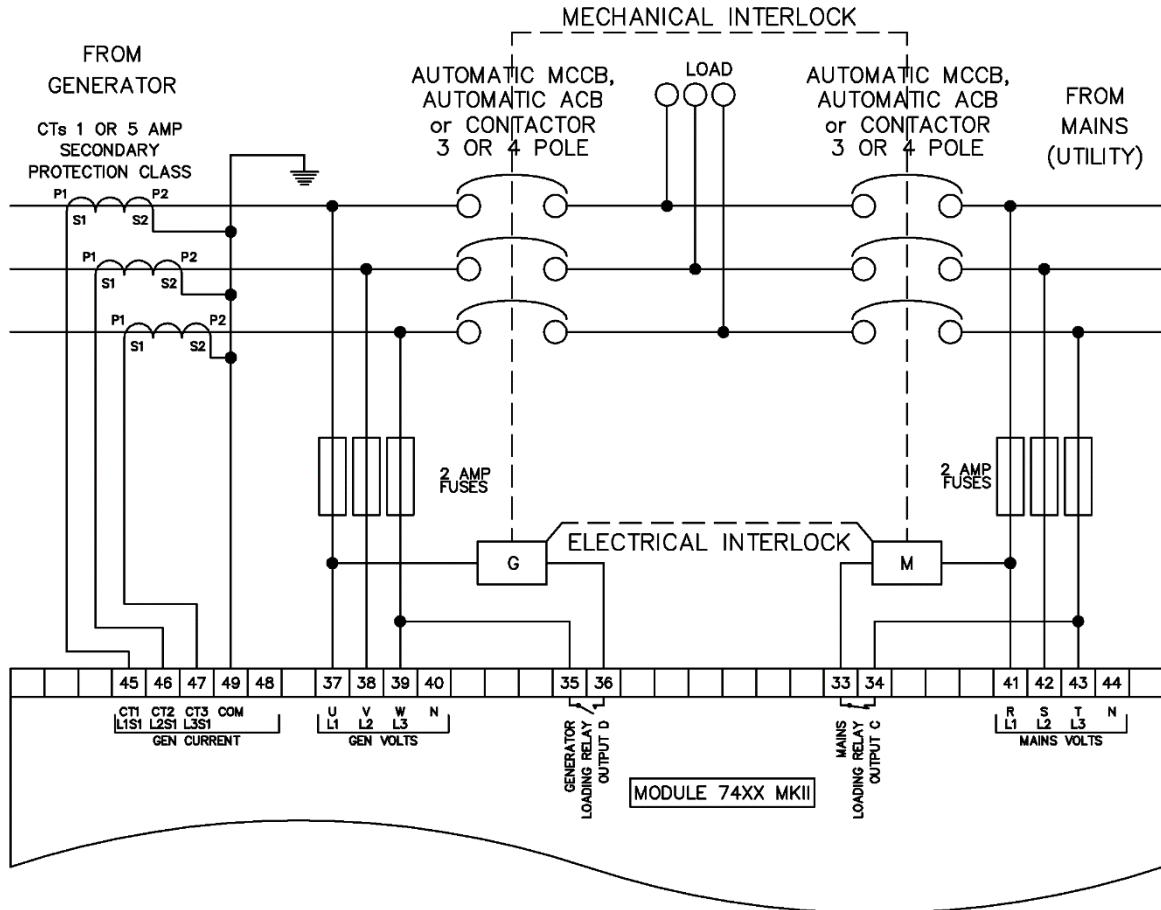 MECHANICAL INTERLOCK
FROM
GENERATOR
CTs 1 OR 5 AMP
SECONDARY
PROTECTION CLASS
AUTOMATIC MCCB,
AUTOMATIC ACB
or CONTACTOR
3 OR 4 POLE
LOAD
AUTOMATIC MCCB,
AUTOMATIC ACB
or CONTACTOR
3 OR 4 POLE
FROM
MAINS
(UTILITY)
P1 P2
S1 S2
P1 P2
S1 S2
P1 P2
S1 S2
2 AMP
FUSES
2 AMP
FUSES
ELECTRICAL INTERLOCK
G
M
45 46 47 49 48 37 38 39 40 35 36 33 34 41 42 43 44
CT1 CT2 CT3 COM
L1S1 L2S1 L3S1
GEN CURRENT
U V W N
L1 L2 L3
GEN VOLTS
GENERATOR
LOADING RELAY
OUTPUT D
MAINS
LOADING RELAY
OUTPUT C
R S T N
L1 L2 L3
MAINS VOLTS
MODULE 74XX MKII